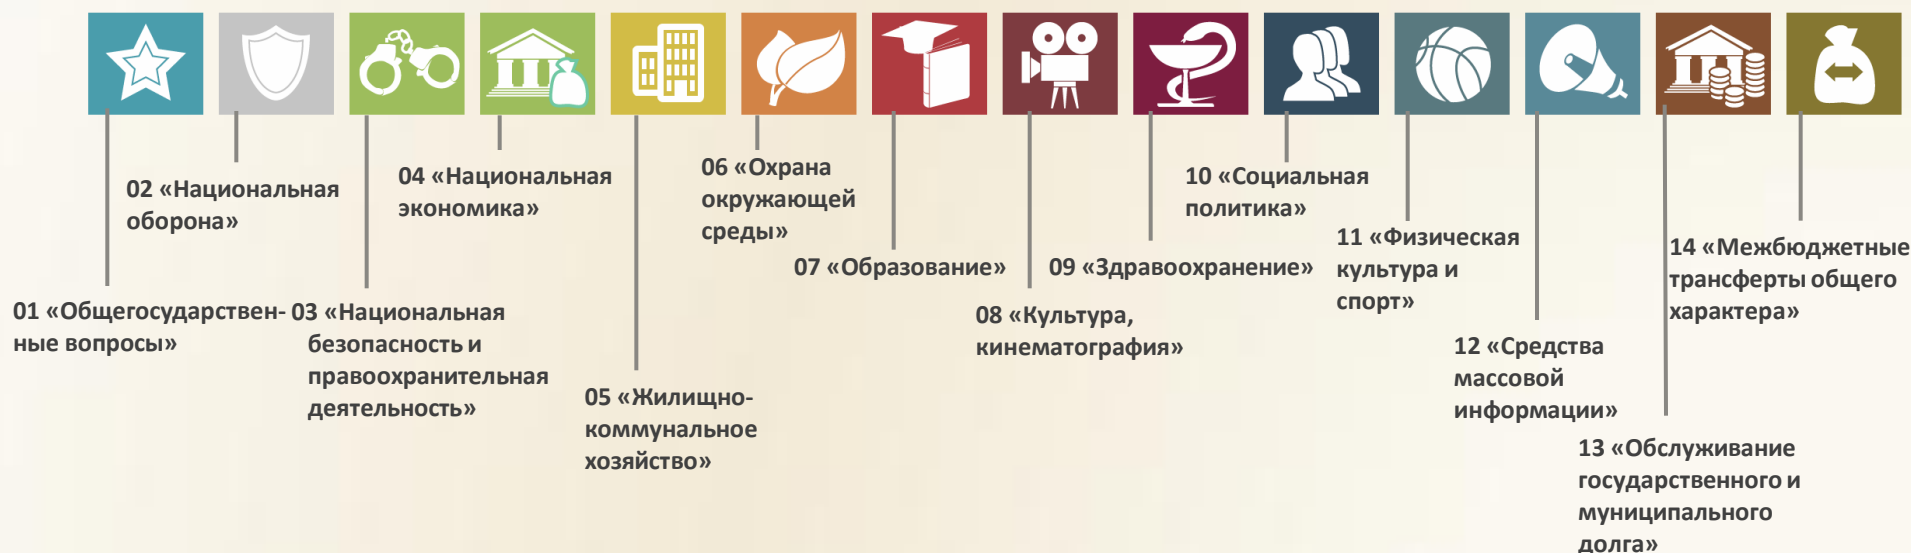 01 «Общегосударствен-
ные вопросы»
02 «Национальная
оборона»
03 «Национальная
безопасность и
правоохранительная
деятельность»
04 «Национальная
экономика»
05 «Жилищно-
коммунальное
хозяйство»
06 «Охрана
окружающей
среды»
07 «Образование»
08 «Культура,
кинематография»
09 «Здравоохранение»
10 «Социальная
политика»
11 «Физическая
культура и
спорт»
12 «Средства
массовой
информации»
13 «Обслуживание
государственного и
муниципального
долга»
14 «Межбюджетные
трансферты общего
характера»